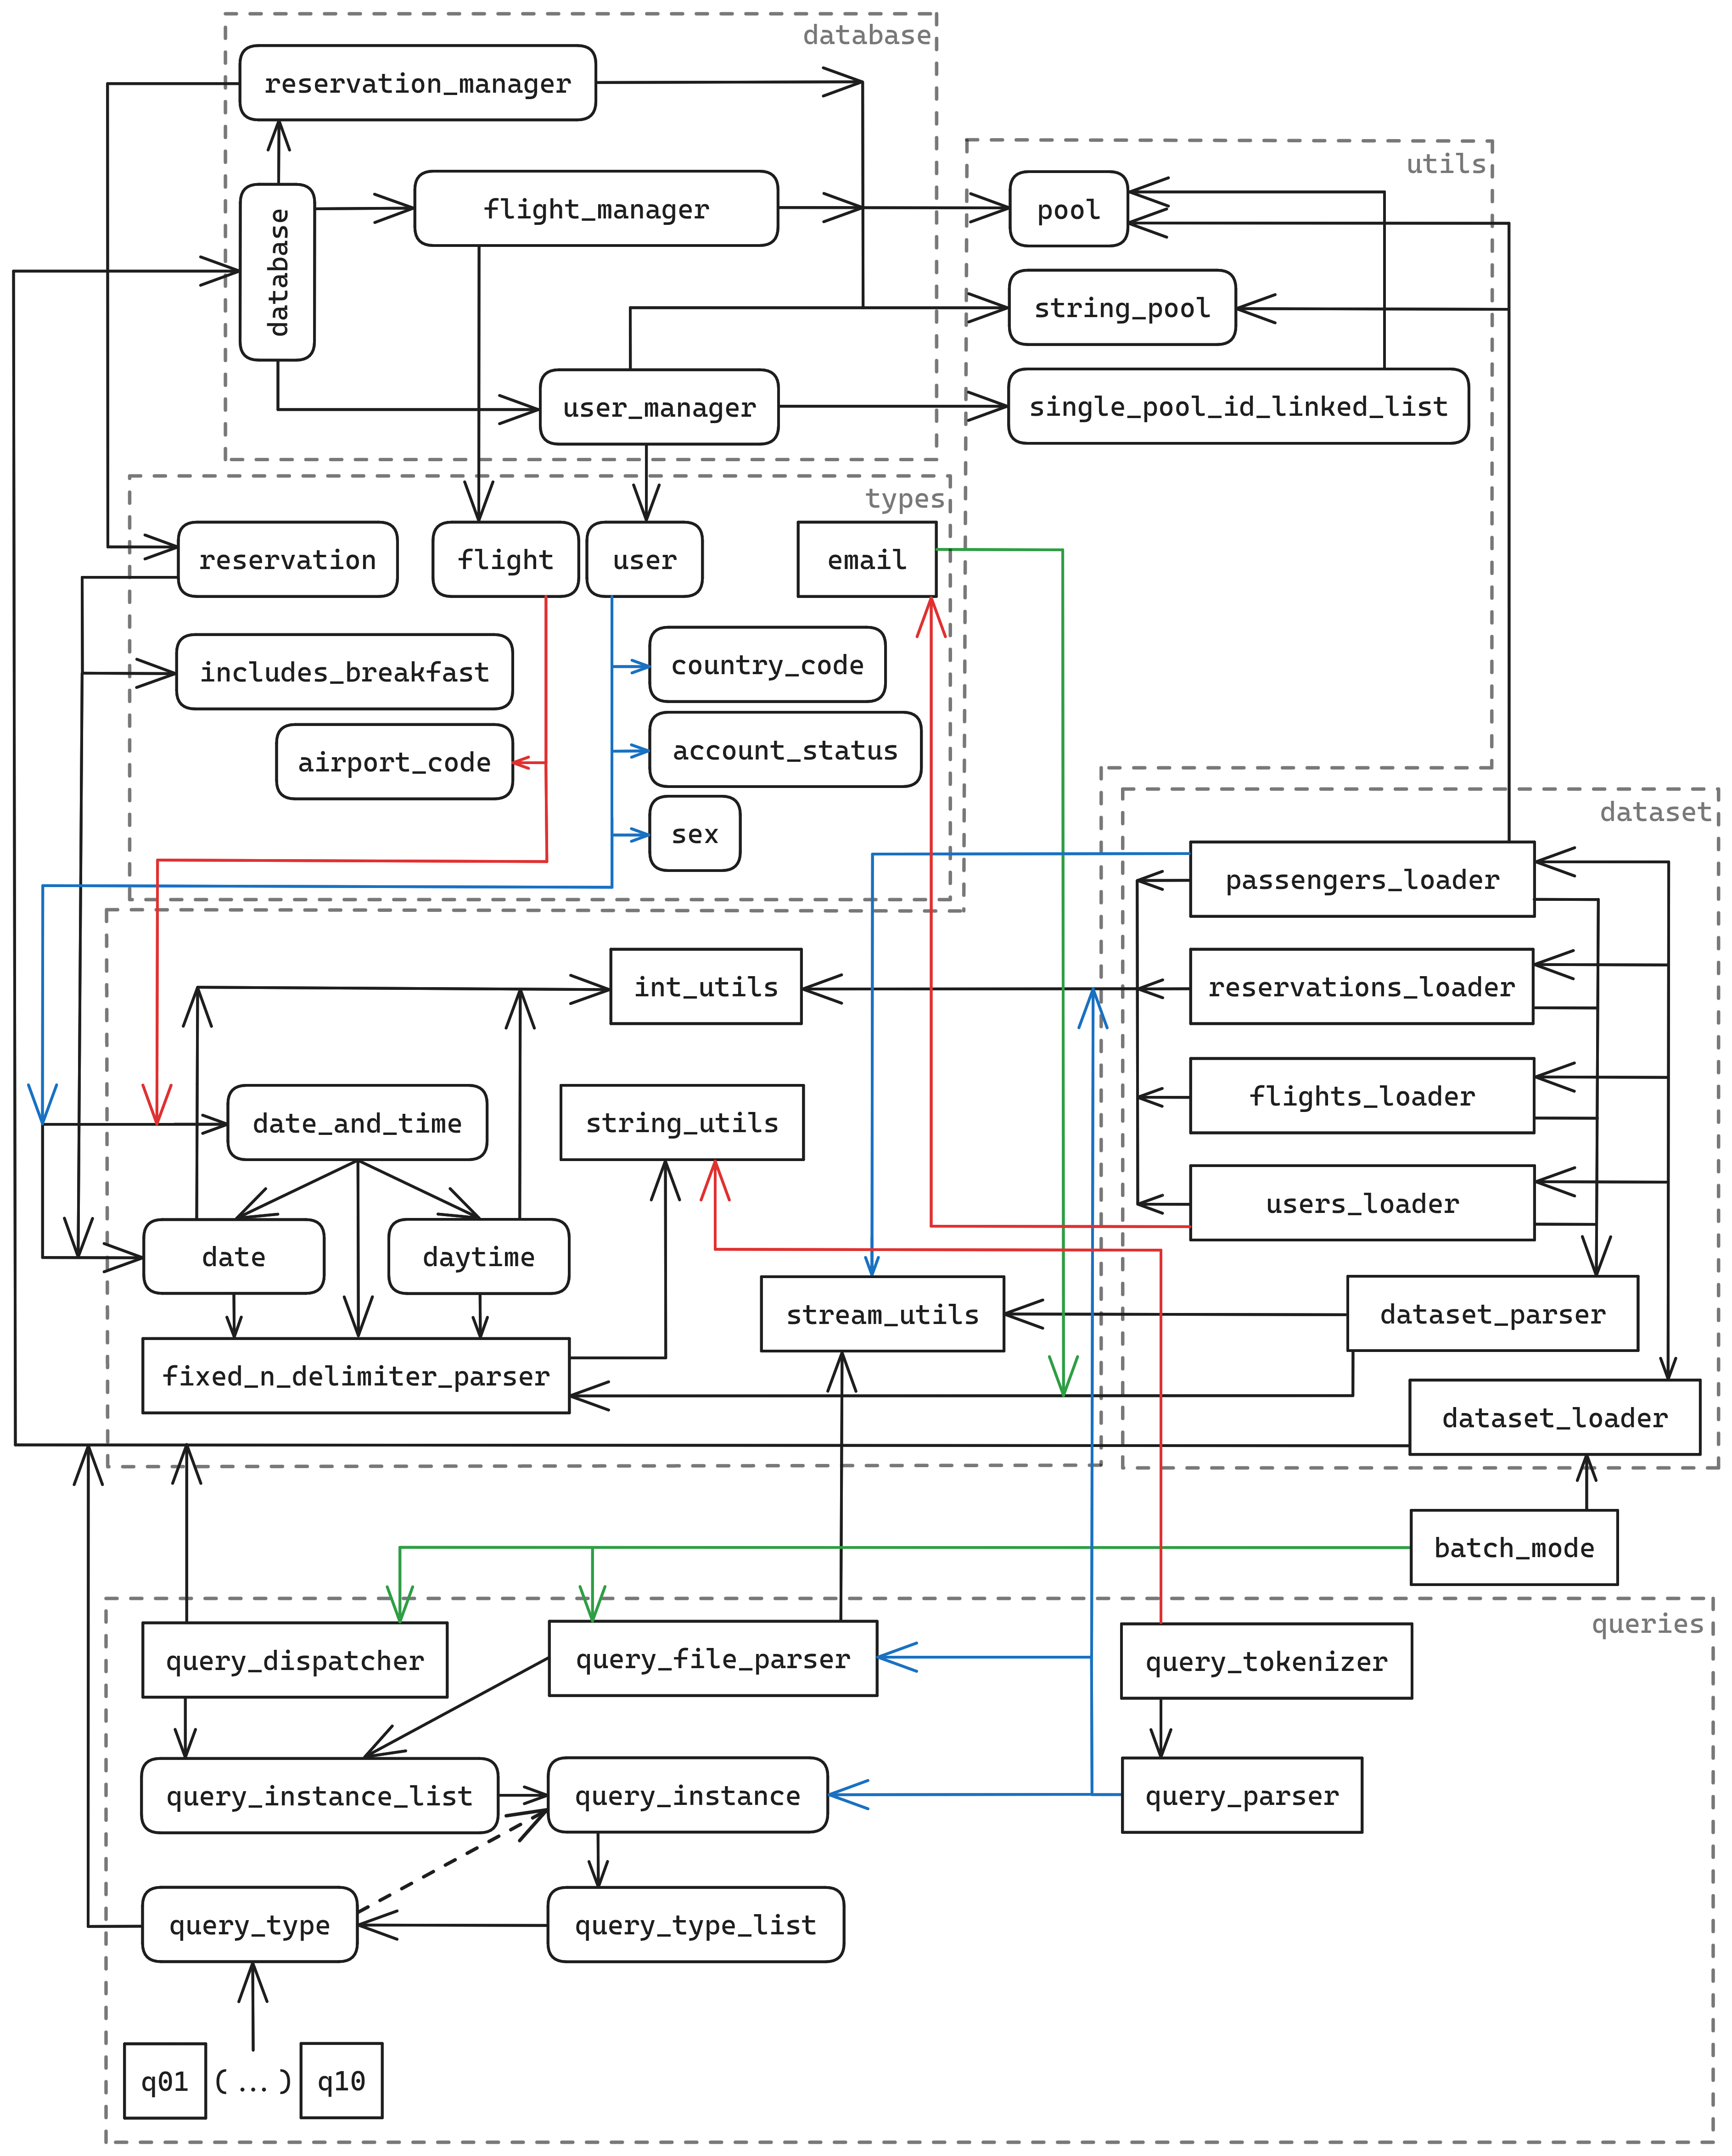 database
reservation_manager
utils
flight_manager
pool
database
string_pool
user_manager
single_pool_id_linked_list
types
reservation
flight
user
email
includes_breakfast
country_code
airport_code
account_status
sex
dataset
passengers_loader
int_utils
reservations_loader
date_and_time
string_utils
flights_loader
users_loader
date
daytime
stream_utils
dataset_parser
fixed_n_delimiter_parser
dataset_loader
batch_mode
queries
query_dispatcher
query_file_parser
query_tokenizer
query_instance_list
query_instance
query_parser
query_type
query_type_list
q01 (...) q10